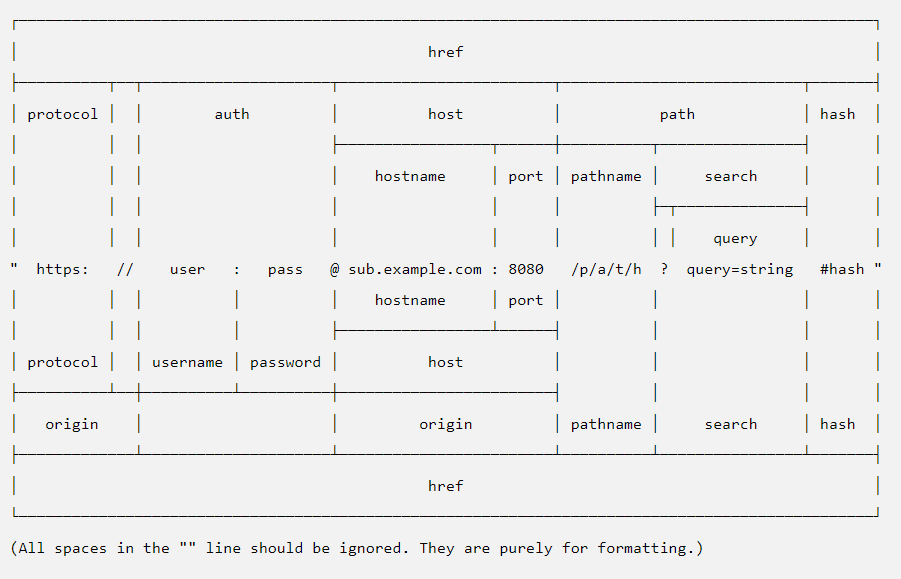 href
protocol auth host path hash
hostname port pathname search
query
" https: // user : pass @ sub.example.com : 8080 /p/a/t/h ? query=string #hash "
hostname port
protocol username password host
origin origin pathname search hash
href
(All spaces in the "" line should be ignored. They are purely for formatting.)